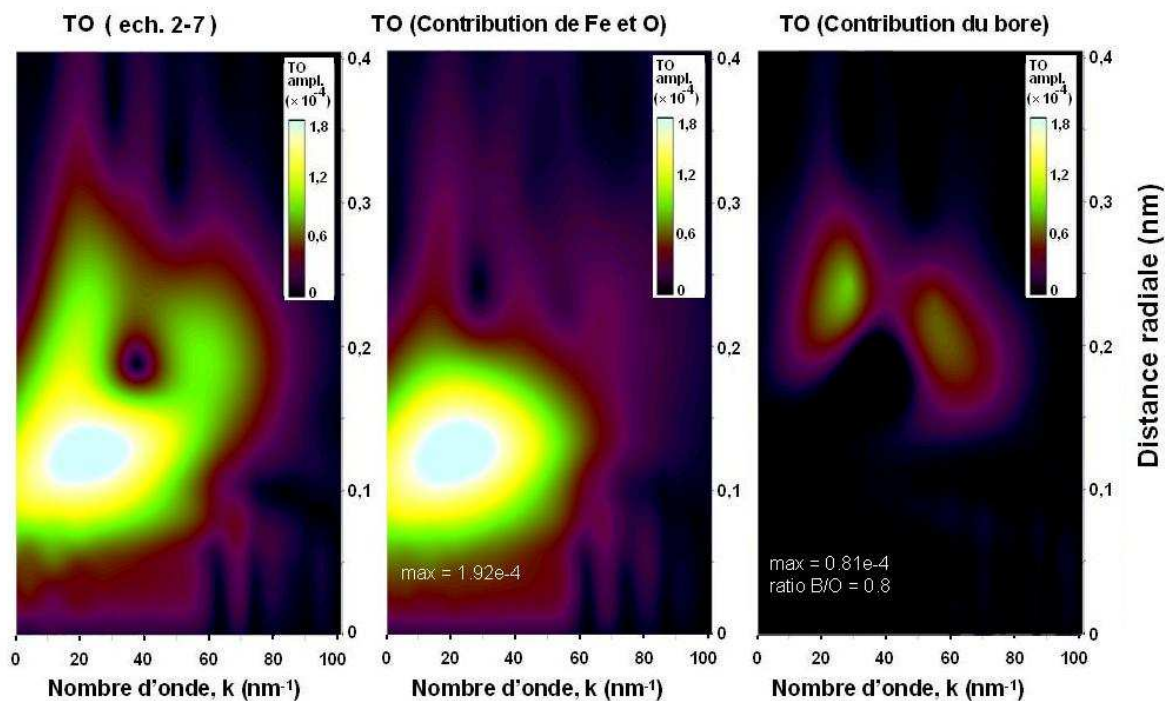 TO ( ech. 2-7)
TO (Contribution de Fe et O)
TO (Contribution du bore)
TO
ampl.
(× 10⁻⁴)
1,8
1,2
0,6
0
0,4
0,3
0,2
0,1
0
TO
ampl.
(× 10⁻⁴)
1,8
1,2
0,6
0
0,4
0,3
0,2
0,1
0
max = 1.92e-4
TO
ampl.
(× 10⁻⁴)
1,8
1,2
0,6
0
0,4
0,3
0,2
0,1
0
max = 0.81e-4
ratio B/O = 0.8
Distance radiale (nm)
0 20 40 60 80 100
0 20 40 60 80 100
0 20 40 60 80 100
Nombre d'onde, k (nm⁻¹)
Nombre d'onde, k (nm⁻¹)
Nombre d'onde, k (nm⁻¹)